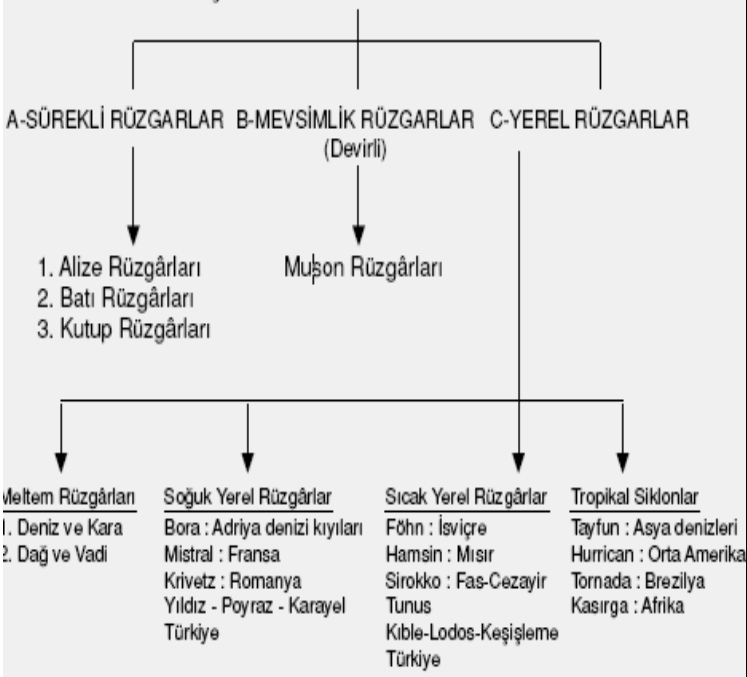 A-SÜREKLİ RÜZGARLAR B-MEVSİMLİK RÜZGARLAR C-YEREL RÜZGARLAR
(Devirli)
1. Alize Rüzgârları
2. Batı Rüzgârları
3. Kutup Rüzgârları
Muson Rüzgârları
Meltem Rüzgârları
1. Deniz ve Kara
2. Dağ ve Vadi
Soğuk Yerel Rüzgârlar
Bora : Adriya denizi kıyıları
Mistral : Fransa
Krivetz : Romanya
Yıldız - Poyraz - Karayel
Türkiye
Sıcak Yerel Rüzgârlar
Föhn : İsviçre
Hamsin : Mısır
Sirokko : Fas-Cezayir
Tunus
Kıble-Lodos-Keşişleme
Türkiye
Tropikal Siklonlar
Tayfun : Asya denizleri
Hurrican : Orta Amerika
Tornada : Brezilya
Kasırga : Afrika